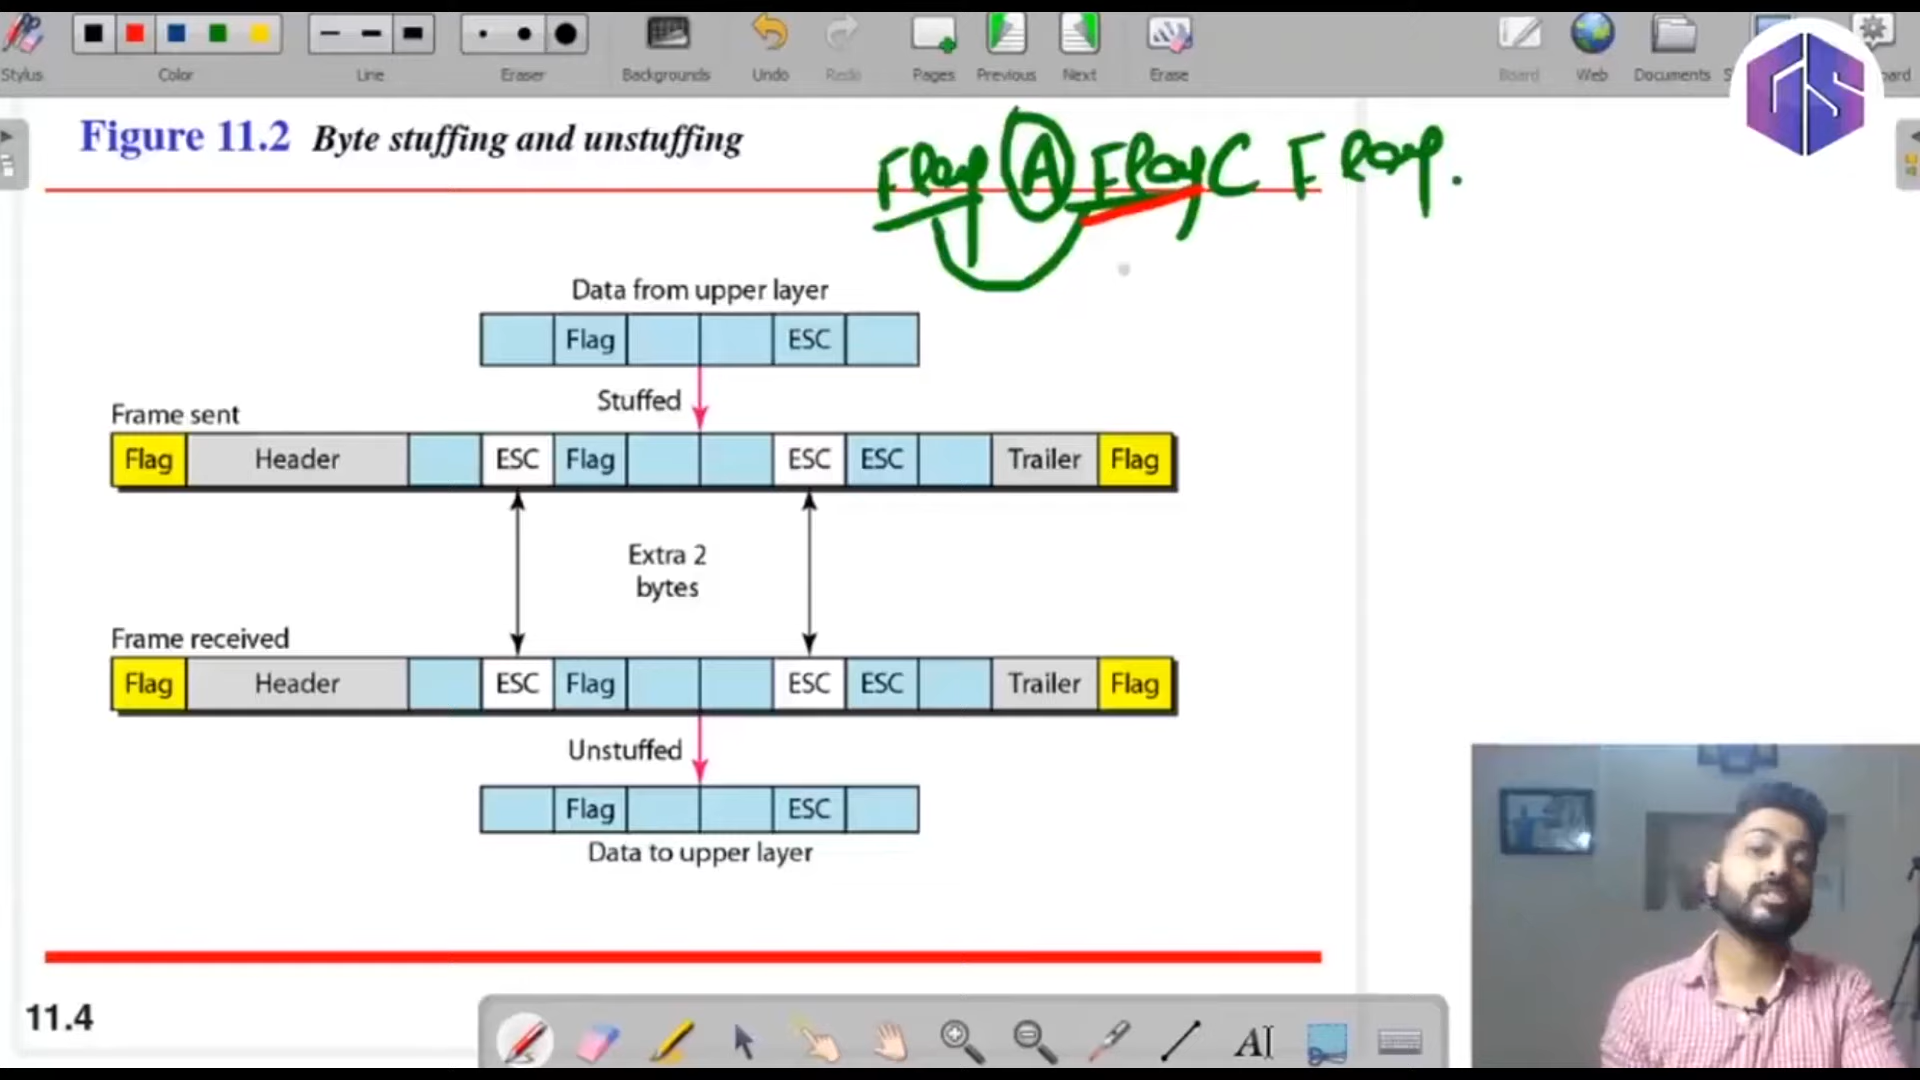 Stylus Color Line Eraser Backgrounds Undo Redo Pages Previous Next Erase Board Web Documents
Figure 11.2 Byte stuffing and unstuffing
Flag A Flag C Flag.
Data from upper layer
Flag ESC
Stuffed
Frame sent
Flag Header ESC Flag ESC ESC Trailer Flag
Extra 2
bytes
Frame received
Flag Header ESC Flag ESC ESC Trailer Flag
Unstuffed
Flag ESC
Data to upper layer
11.4